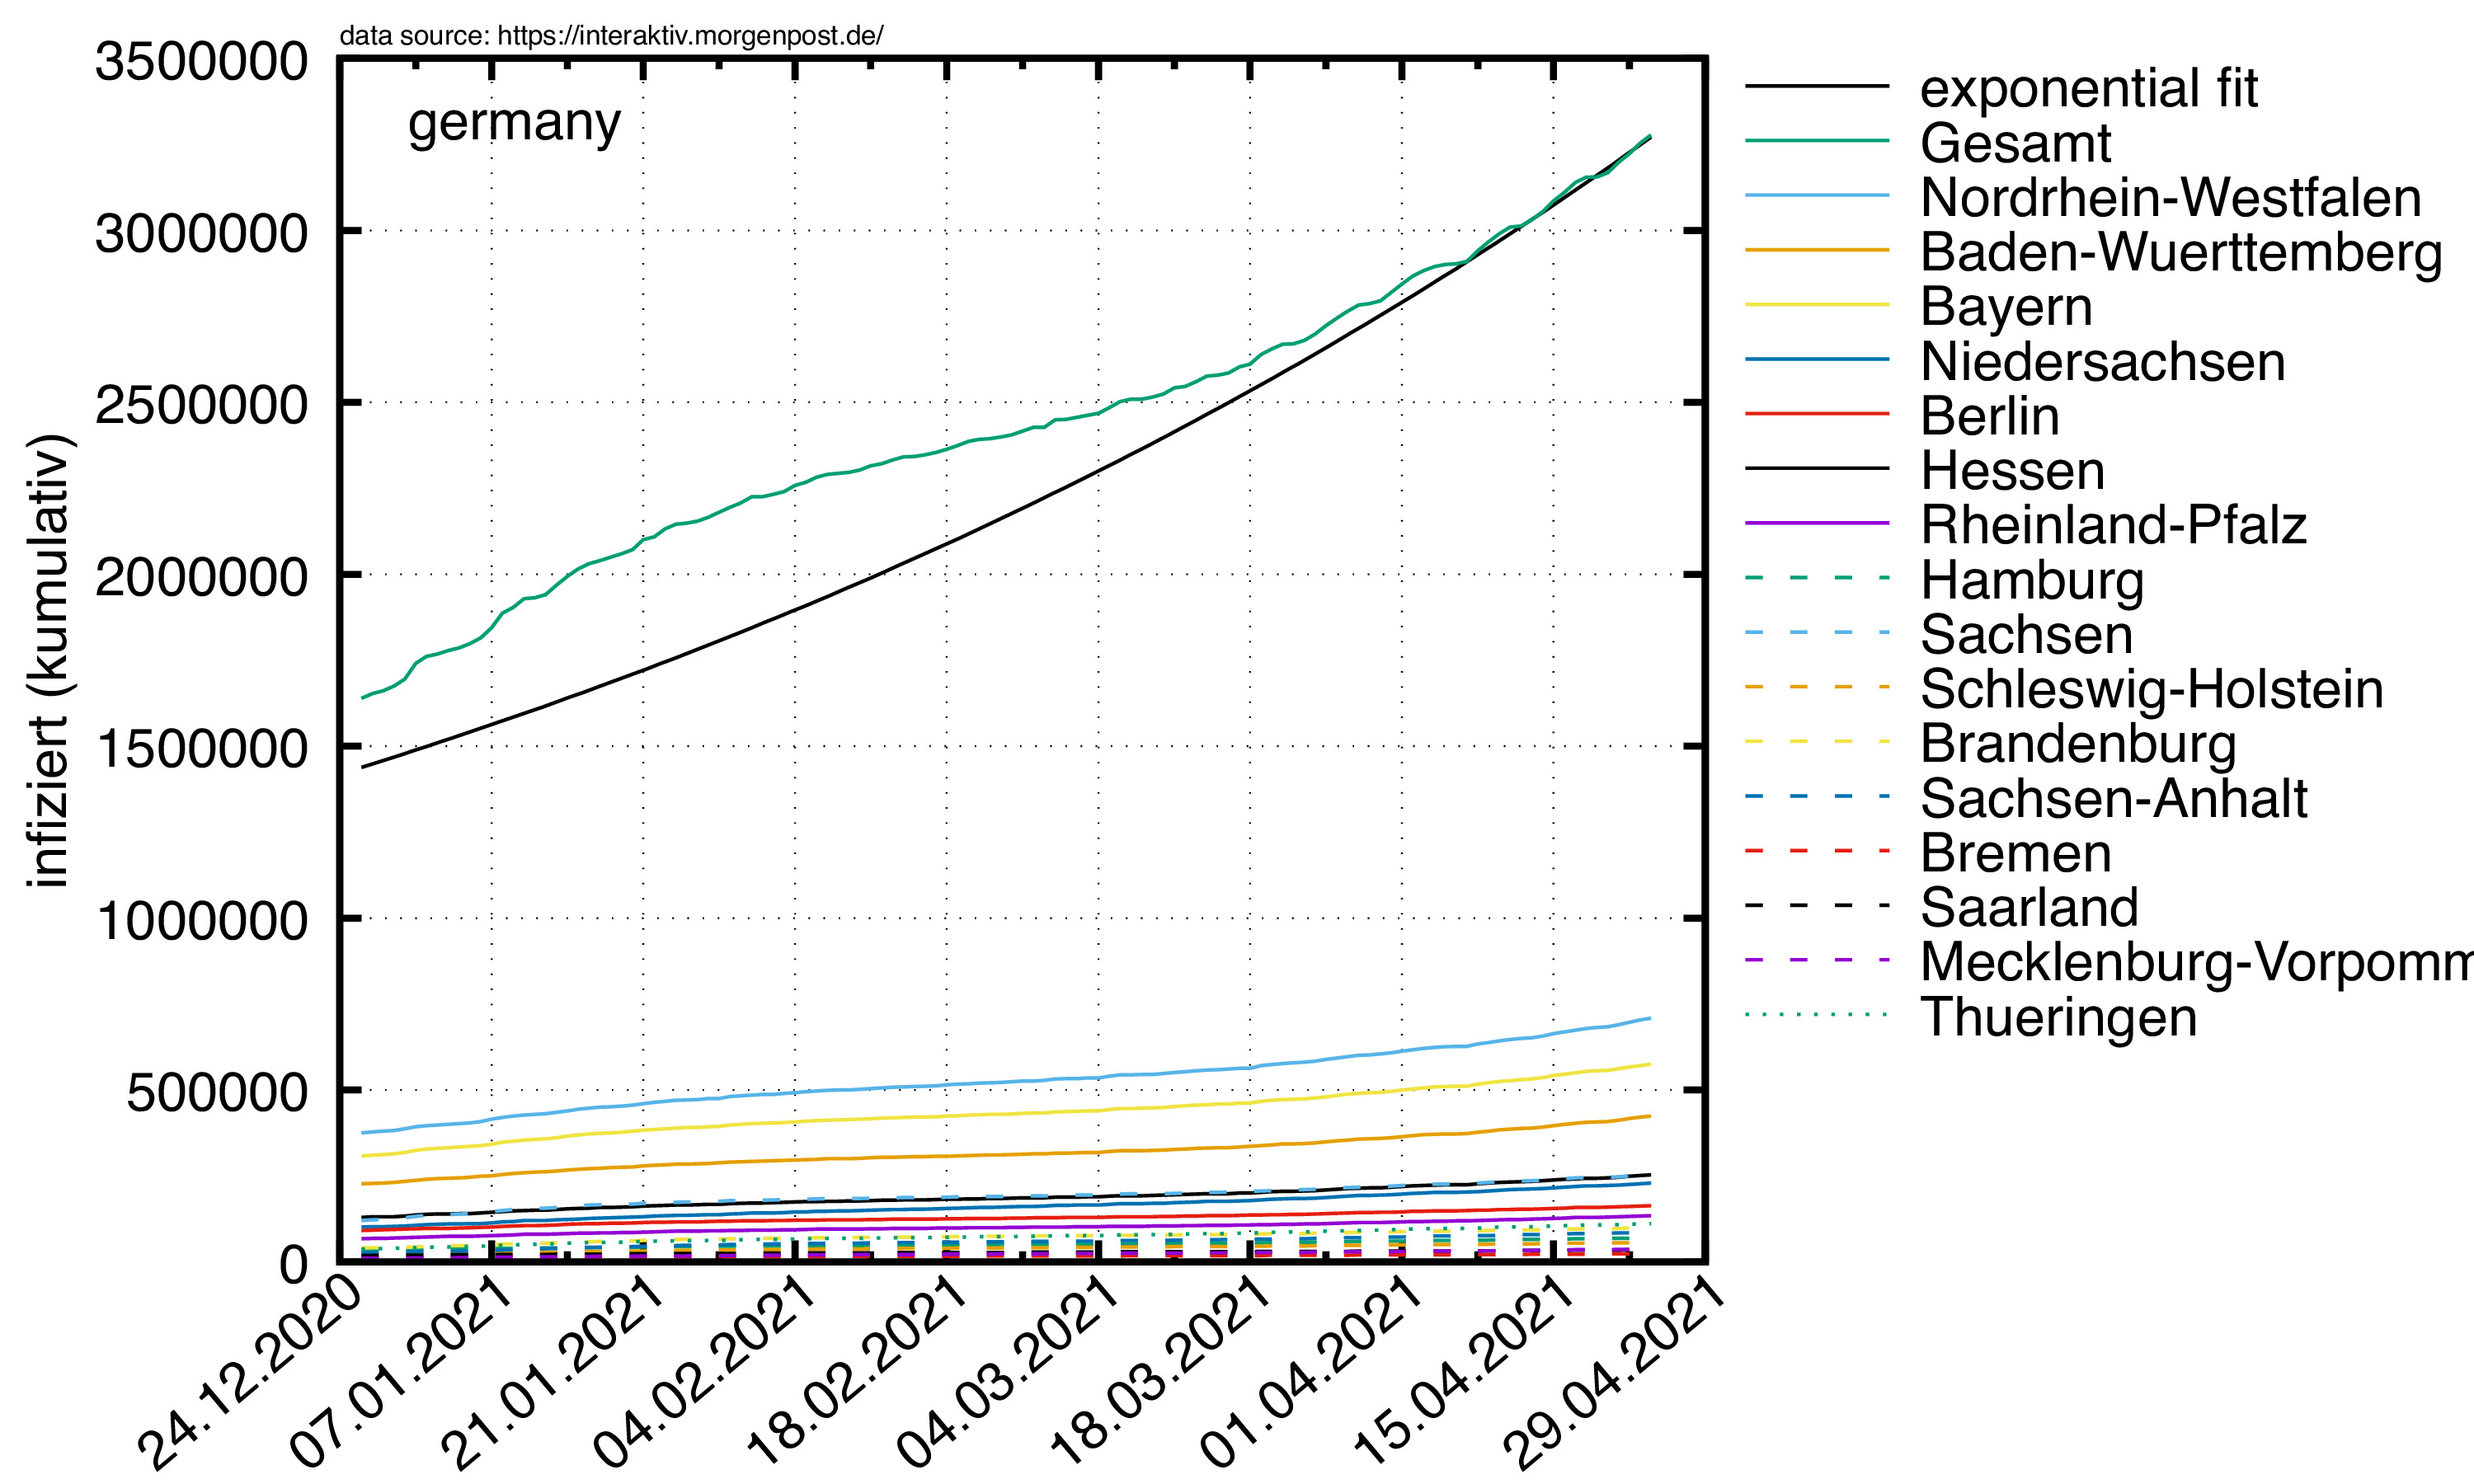 data source: https://interaktiv.morgenpost.de/
3500000
3000000
2500000
2000000
1500000
1000000
500000
0
infiziert (kumulativ)
germany
24.12.2020
07.01.2021
21.01.2021
04.02.2021
18.02.2021
04.03.2021
18.03.2021
01.04.2021
15.04.2021
29.04.2021
exponential fit
Gesamt
Nordrhein-Westfalen
Baden-Wuerttemberg
Bayern
Niedersachsen
Berlin
Hessen
Rheinland-Pfalz
Hamburg
Sachsen
Schleswig-Holstein
Brandenburg
Sachsen-Anhalt
Bremen
Saarland
Mecklenburg-Vorpomm
Thueringen